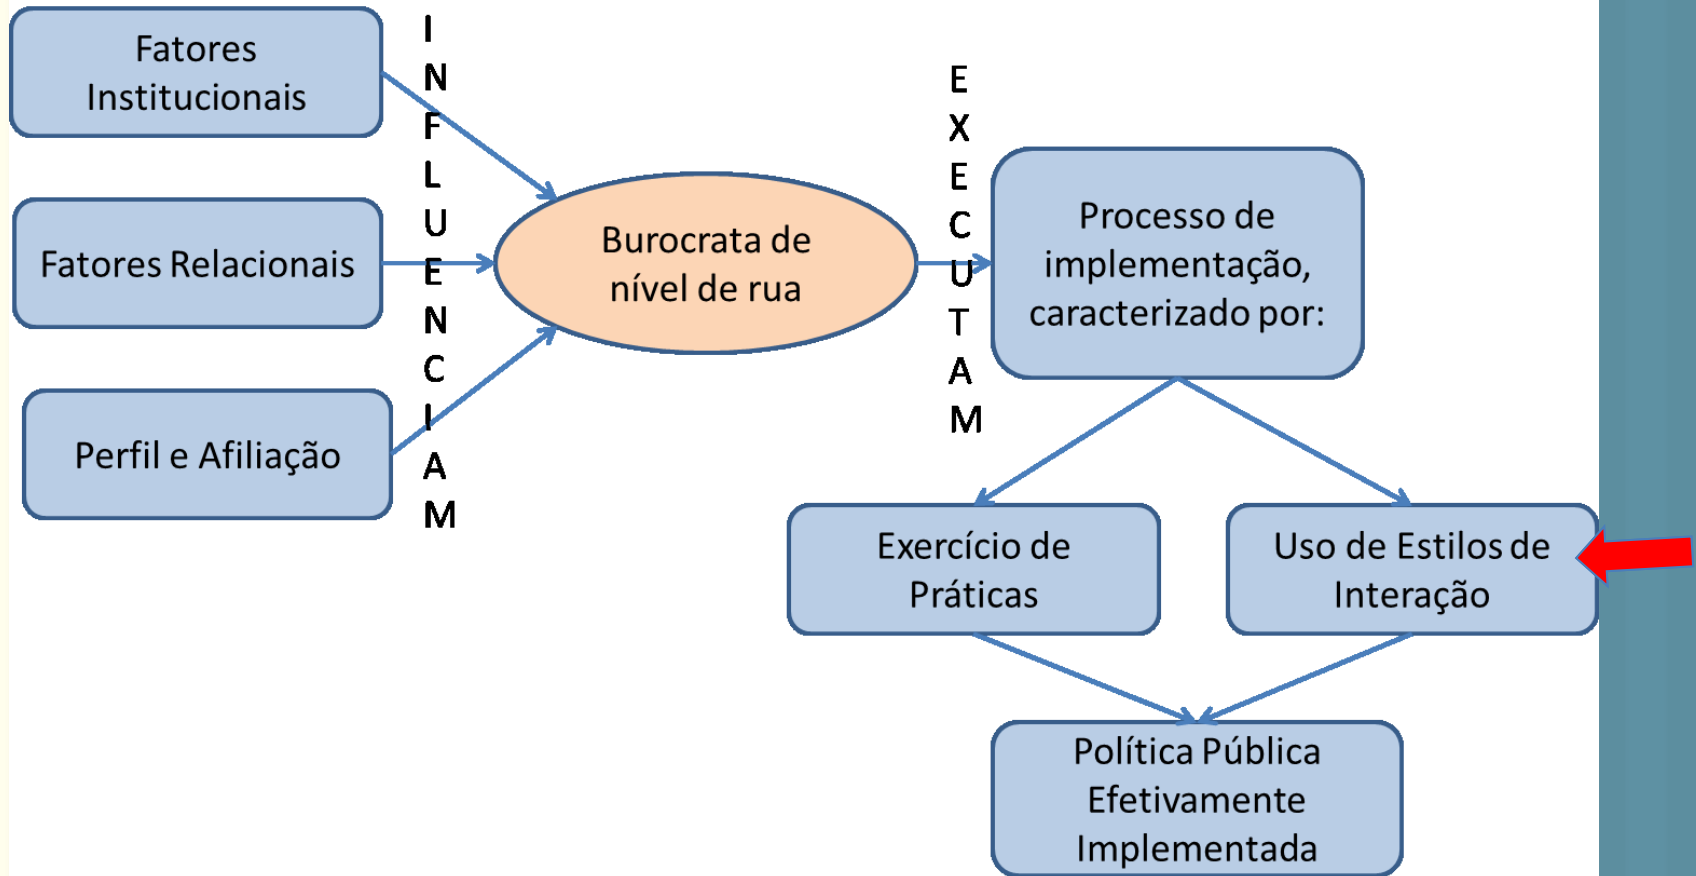 Fatores
Institucionais
Fatores Relacionais
Perfil e Afiliação
I
N
F
L
U
E
N
C
I
A
M
Burocrata de
nível de rua
E
X
E
C
U
T
A
M
Processo de
implementação,
caracterizado por:
Exercício de
Práticas
Uso de Estilos de
Interação
Política Pública
Efetivamente
Implementada